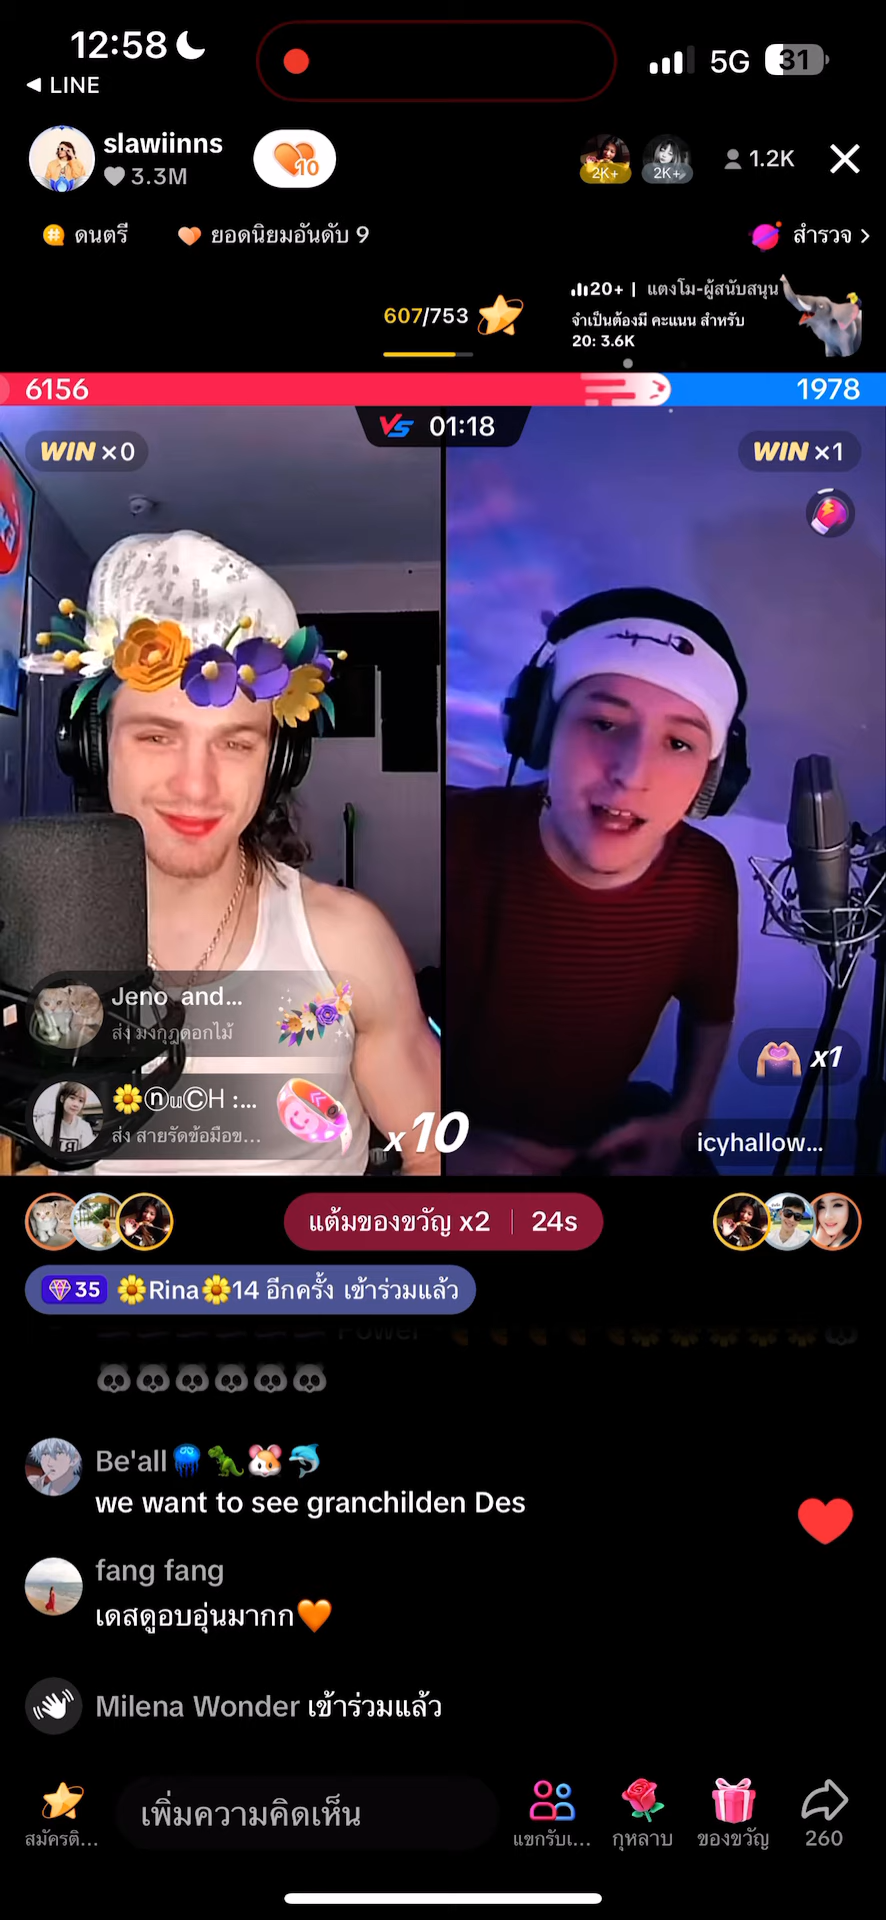 12:58
5G
31
◀ LINE
slawiinns
3.3M
10
2K+
2K+
1.2K
ดนตรี
ยอดนิยมอันดับ 9
สำรวจ
607/753
20+ | แตงโม-ผู้สนับสนุน
จำเป็นต้องมี คะแนน สำหรับ
20: 3.6K
6156
1978
VS 01:18
WIN ×0
WIN ×1
Jeno and...
ส่ง มงกุฎดอกไม้
🌼ⓝuⒸH :...
ส่ง สายรัดข้อมือข...
x10
x1
icyhallow...
แต้มของขวัญ x2 | 24s
35 🌼Rina🌼14 อีกครั้ง เข้าร่วมแล้ว
🐼🐼🐼🐼🐼🐼
Be'all🪼🦖🐹🐬
we want to see granchilden Des
fang fang
เดสดูอบอุ่นมากก🧡
Milena Wonder เข้าร่วมแล้ว
เพิ่มความคิดเห็น
สมัครติ...
แขกรับเ...
กุหลาบ
ของขวัญ
260